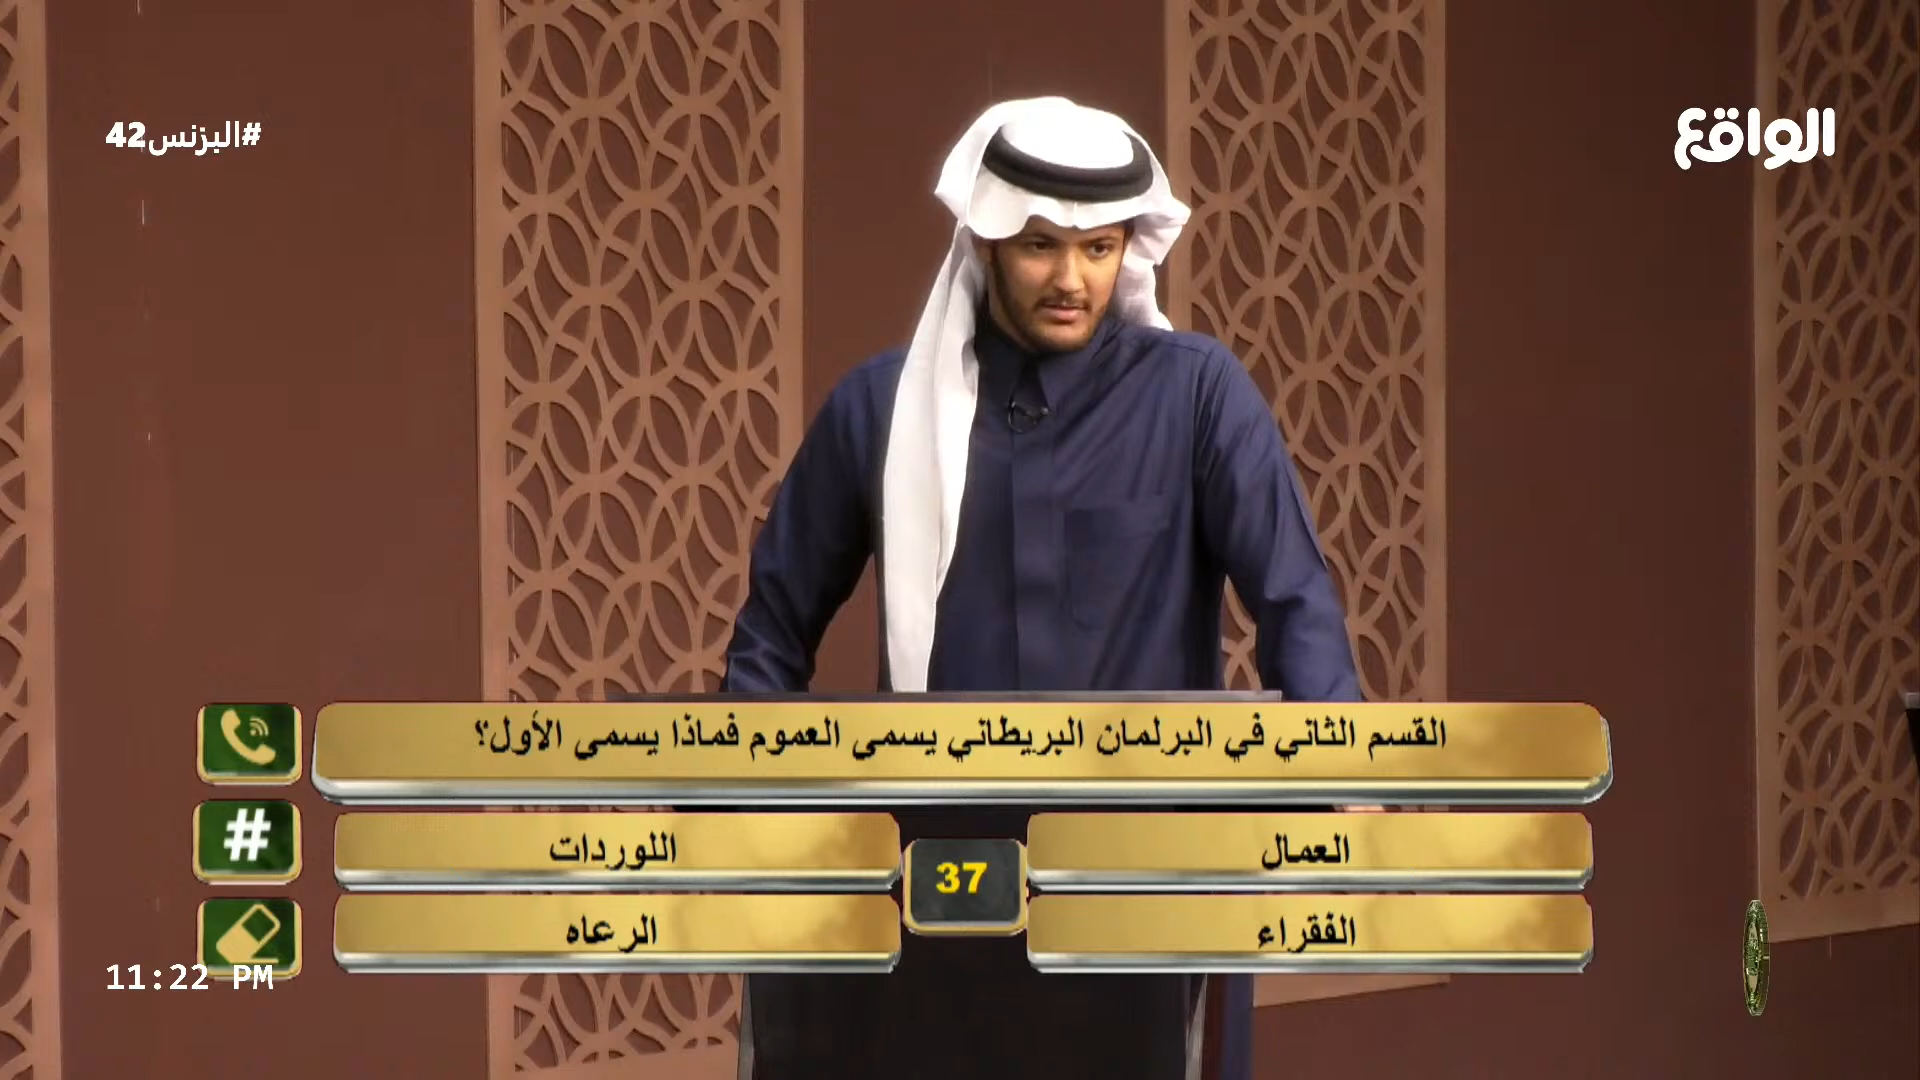 #البزنس42
الواقع
القسم الثاني في البرلمان البريطاني يسمى العموم فماذا يسمى الأول؟
#
العمال
اللوردات
37
الفقراء
الرعاه
11:22 PM